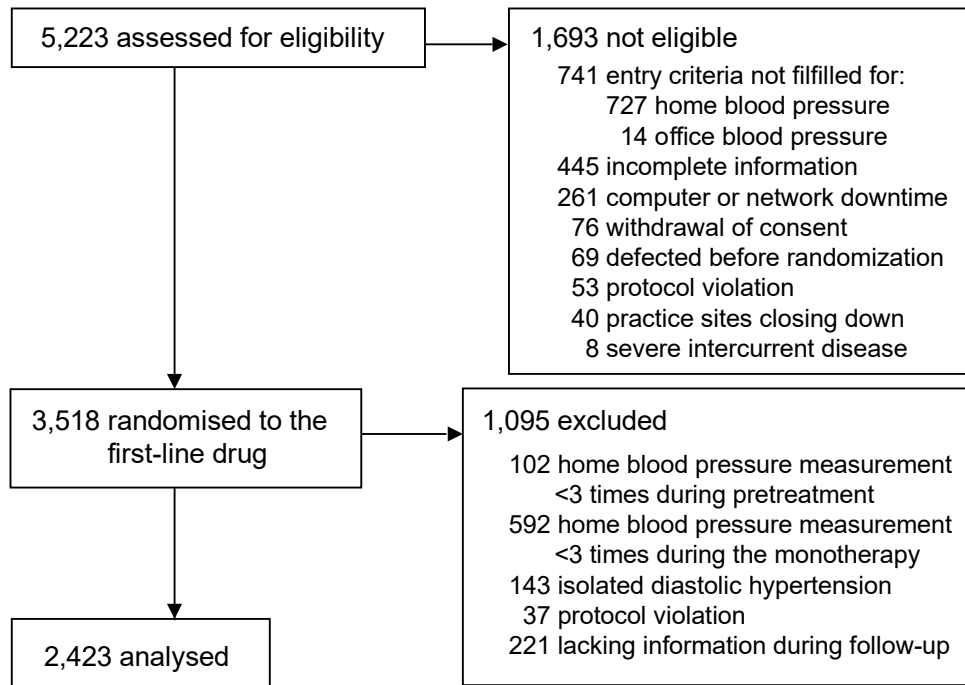 5,223 assessed for eligibility
1,693 not eligible
741 entry criteria not filfilled for:
727 home blood pressure
14 office blood pressure
445 incomplete information
261 computer or network downtime
76 withdrawal of consent
69 defected before randomization
53 protocol violation
40 practice sites closing down
8 severe intercurrent disease
3,518 randomised to the
first-line drug
1,095 excluded
102 home blood pressure measurement
<3 times during pretreatment
592 home blood pressure measurement
<3 times during the monotherapy
143 isolated diastolic hypertension
37 protocol violation
221 lacking information during follow-up
2,423 analysed